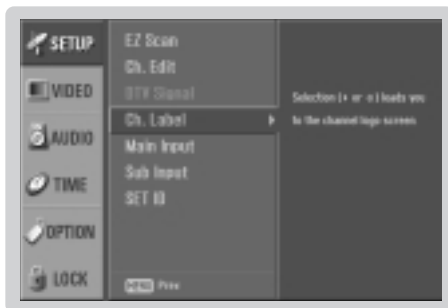 SETUP
VIDEO
AUDIO
TIME
OPTION
LOCK
EZ Scan
Ch. Edit
DTV Signal
Ch. Label
Main Input
Sub Input
SET ID
MENU Prev
Selection (▶ or ⊙) leads you
to the channel logo screen